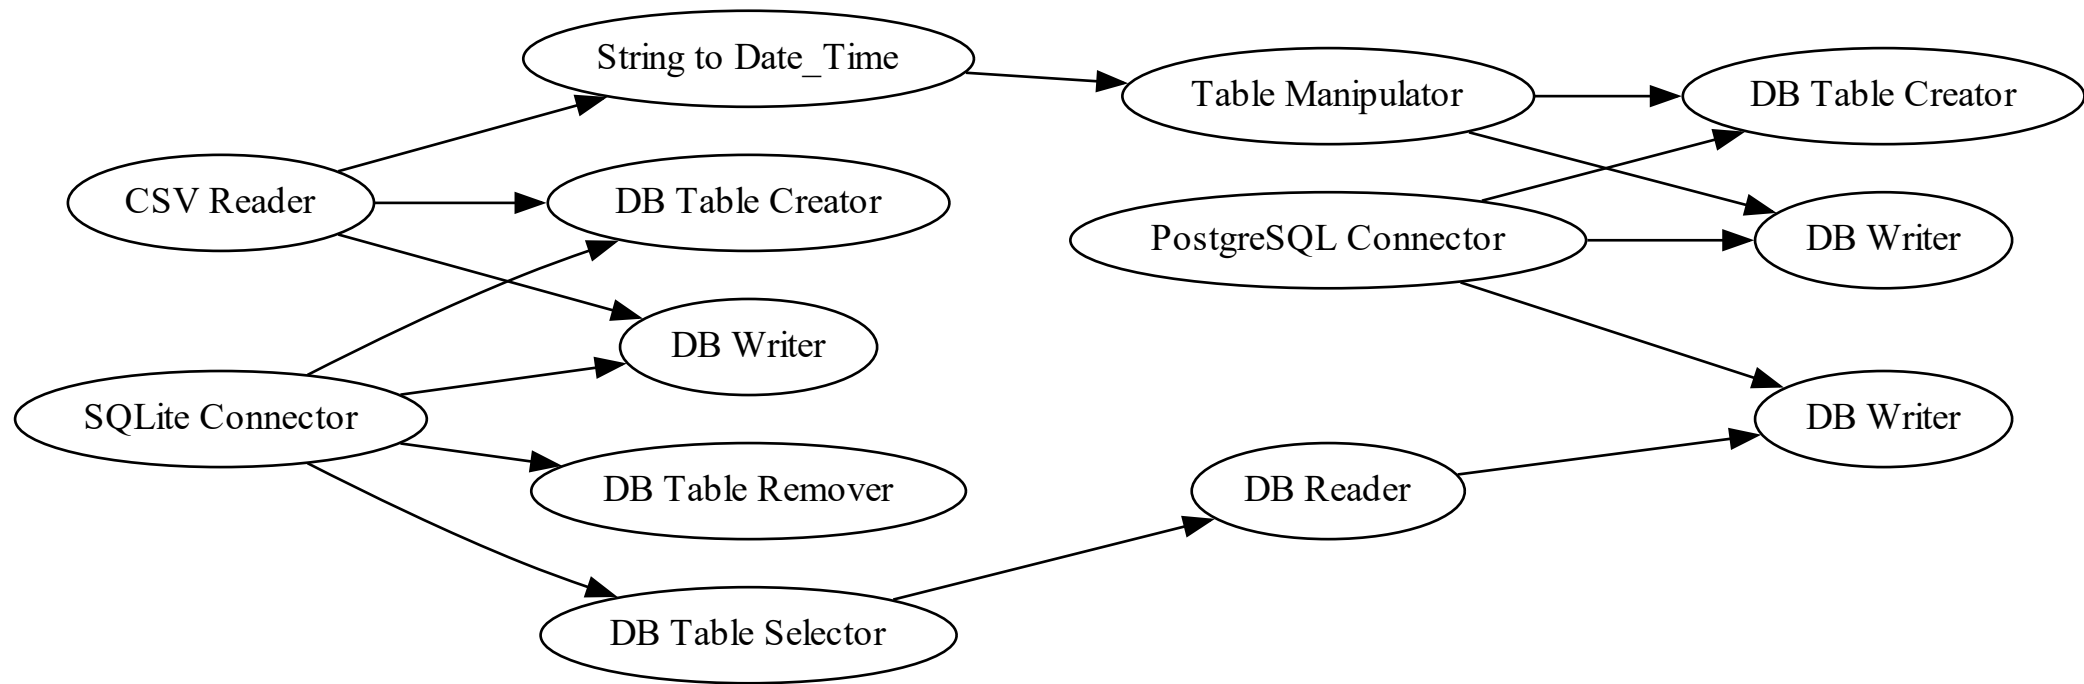 String to Date_Time
Table Manipulator
DB Table Creator
CSV Reader
DB Table Creator
PostgreSQL Connector
DB Writer
DB Writer
SQLite Connector
DB Writer
DB Table Remover
DB Reader
DB Table Selector